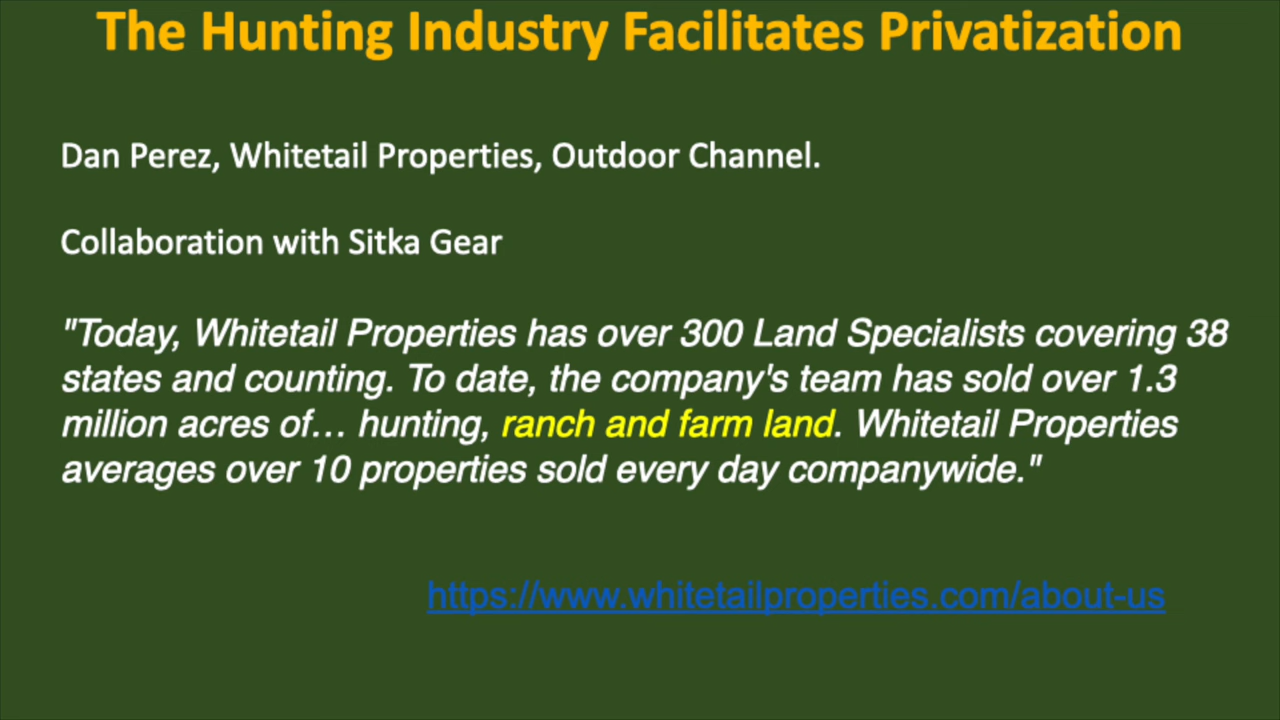 The Hunting Industry Facilitates Privatization
Dan Perez, Whitetail Properties, Outdoor Channel.
Collaboration with Sitka Gear
"Today, Whitetail Properties has over 300 Land Specialists covering 38
states and counting. To date, the company's team has sold over 1.3
million acres of… hunting, ranch and farm land. Whitetail Properties
averages over 10 properties sold every day companywide."
https://www.whitetailproperties.com/about-us